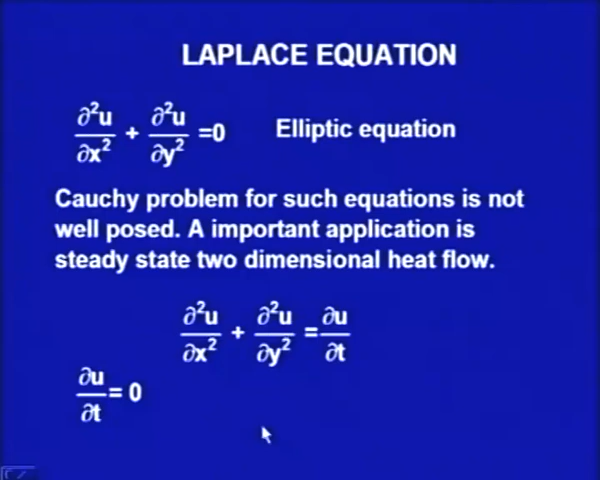 LAPLACE EQUATION
∂²u/∂x² + ∂²u/∂y² =0 Elliptic equation
Cauchy problem for such equations is not
well posed. A important application is
steady state two dimensional heat flow.
∂²u/∂x² + ∂²u/∂y² = ∂u/∂t
∂u/∂t = 0